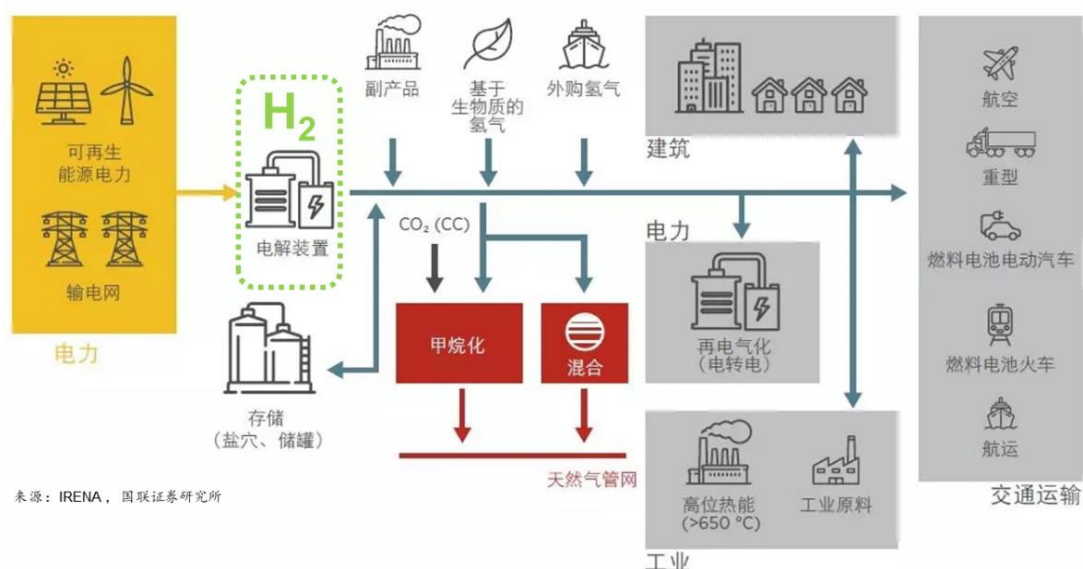 可再生
能源电力
输电网
电力
H₂
电解装置
存储
(盐穴、储罐)
副产品
基于
生物质的
氢气
外购氢气
CO₂ (CC)
甲烷化
混合
天然气管网
建筑
电力
再电气化
(电转电)
高位热能
(>650 °C)
工业原料
工业
航空
重型
燃料电池电动汽车
燃料电池火车
航运
交通运输
来源：IRENA，国联证券研究所